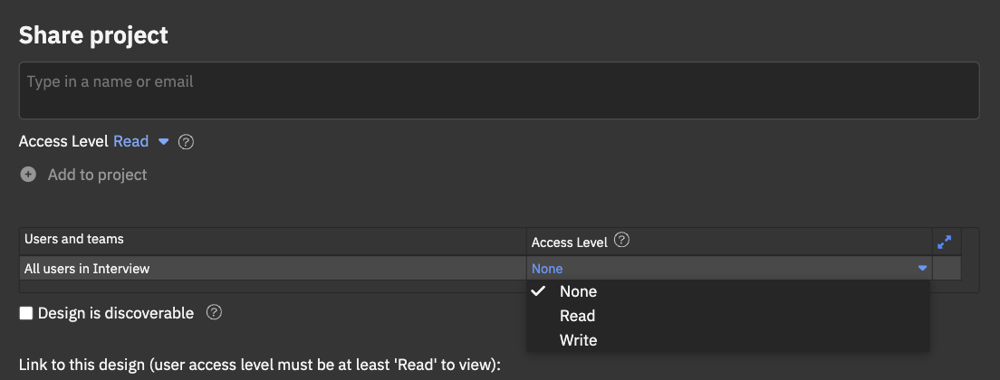 Share project
Type in a name or email
Access Level Read ?
+ Add to project
Users and teams Access Level ?
All users in Interview None
None
Read
Write
Design is discoverable ?
Link to this design (user access level must be at least 'Read' to view):